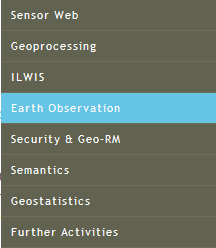 Sensor Web
Geoprocessing
ILWIS
Earth Observation
Security & Geo-RM
Semantics
Geostatistics
Further Activities